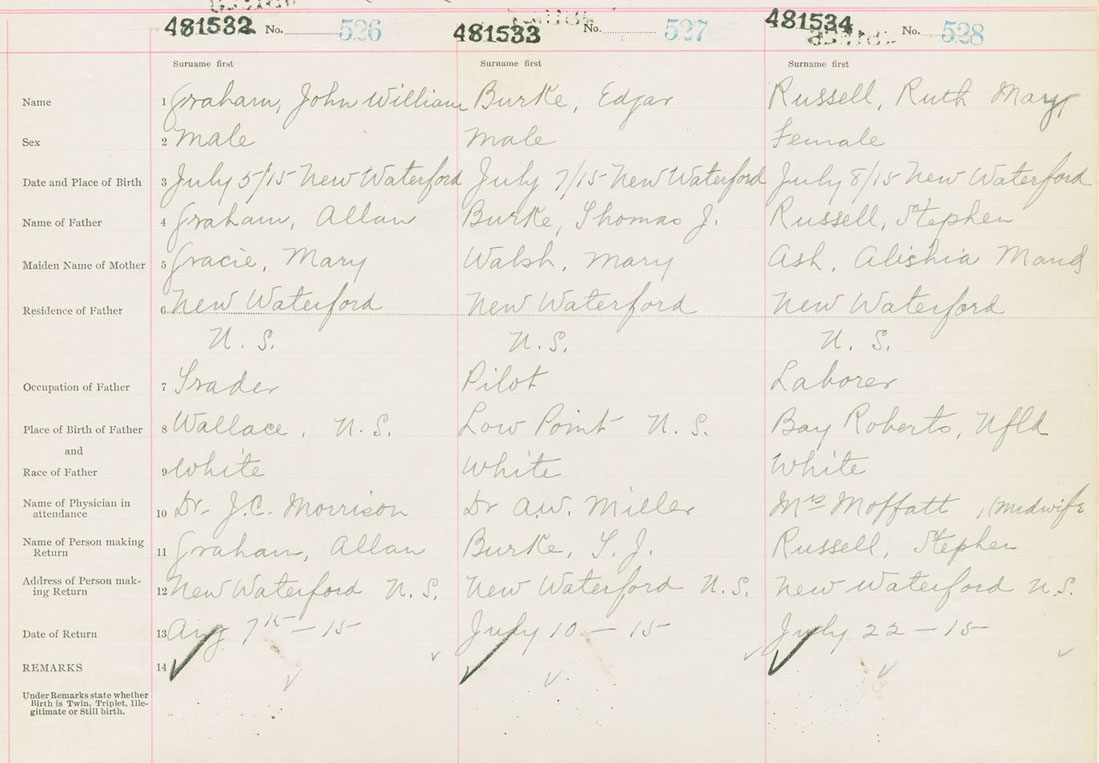 481532 No. 526 481533 No. 527 481534 No. 528
Surname first Surname first Surname first
Name 1 Graham, John William Burke, Edgar Russell, Ruth Mary
Sex 2 Male Male Female
Date and Place of Birth 3 July 5/15 New Waterford July 7/15 New Waterford July 8/15 New Waterford
Name of Father 4 Graham, Allan Burke, Thomas J. Russell, Stephen
Maiden Name of Mother 5 Gracie, Mary Walsh, Mary Ash, Alishia Maud
Residence of Father 6 New Waterford New Waterford New Waterford
N. S. N. S. N. S.
Occupation of Father 7 Trader Pilot Laborer
Place of Birth of Father 8 Wallace, N.S. Low Point N.S. Bay Roberts, Nfld
and
Race of Father 9 White White White
Name of Physician in
attendance 10 Dr. J.C. Morrison Dr A.W. Miller Mrs Moffatt, (midwife
Name of Person making
Return 11 Graham, Allan Burke, T. J. Russell, Stephen
Address of Person mak-
ing Return 12 New Waterford N.S. New Waterford N.S. New Waterford N.S.
Date of Return 13 Aug 7th - 15 July 10 - 15 July 22 - 15
REMARKS 14
Under Remarks state whether
Birth is Twin, Triplet, Ille-
gitimate or Still birth.